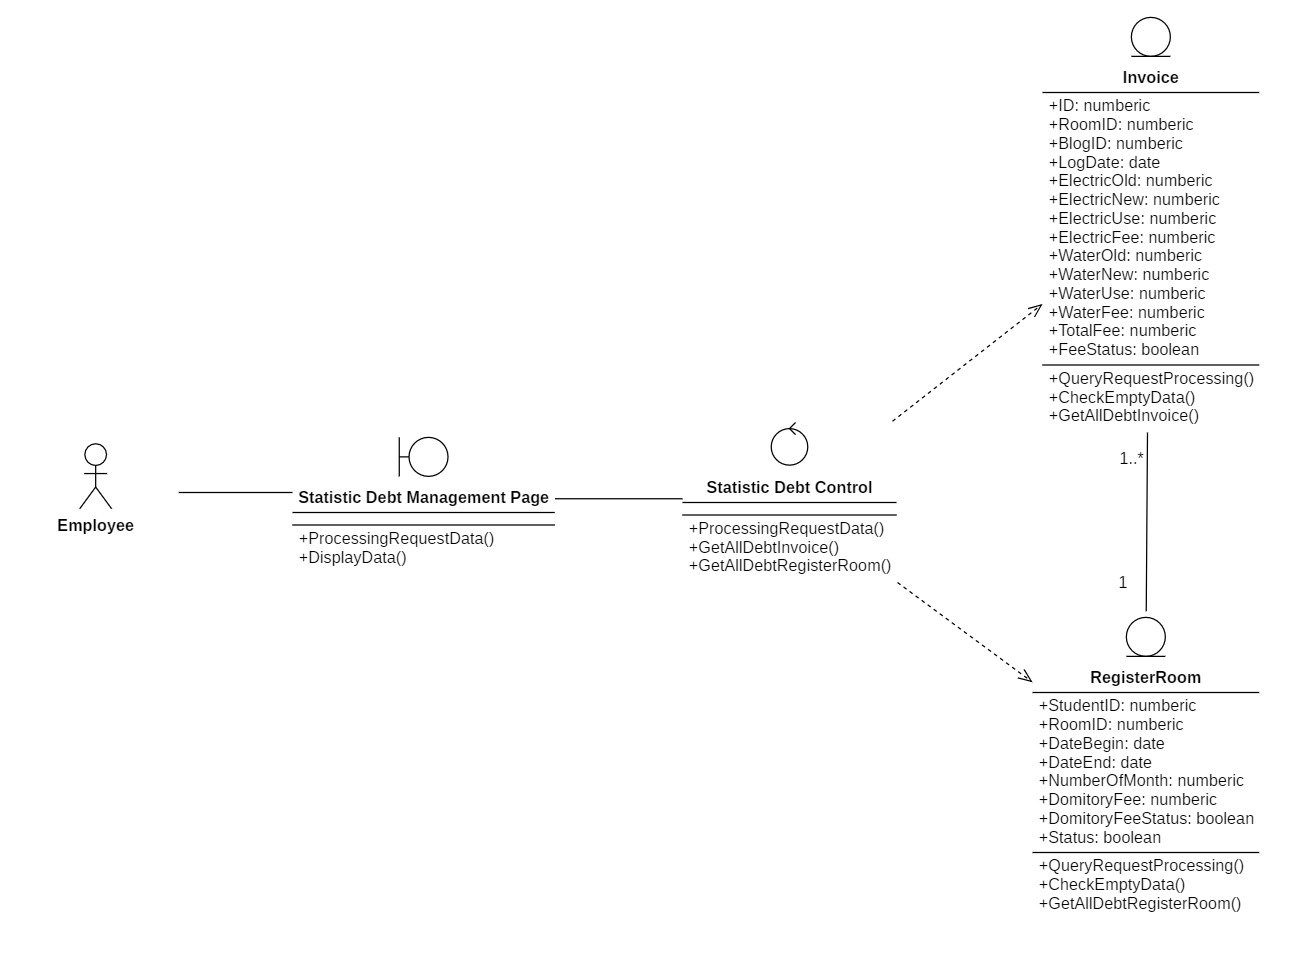 Invoice
+ID: numberic
+RoomID: numberic
+BlogID: numberic
+LogDate: date
+ElectricOld: numberic
+ElectricNew: numberic
+ElectricUse: numberic
+ElectricFee: numberic
+WaterOld: numberic
+WaterNew: numberic
+WaterUse: numberic
+WaterFee: numberic
+TotalFee: numberic
+FeeStatus: boolean
+QueryRequestProcessing()
+CheckEmptyData()
+GetAllDebtInvoice()
Employee
Statistic Debt Management Page
+ProcessingRequestData()
+DisplayData()
Statistic Debt Control
+ProcessingRequestData()
+GetAllDebtInvoice()
+GetAllDebtRegisterRoom()
1..*
1
RegisterRoom
+StudentID: numberic
+RoomID: numberic
+DateBegin: date
+DateEnd: date
+NumberOfMonth: numberic
+DomitoryFee: numberic
+DomitoryFeeStatus: boolean
+Status: boolean
+QueryRequestProcessing()
+CheckEmptyData()
+GetAllDebtRegisterRoom()